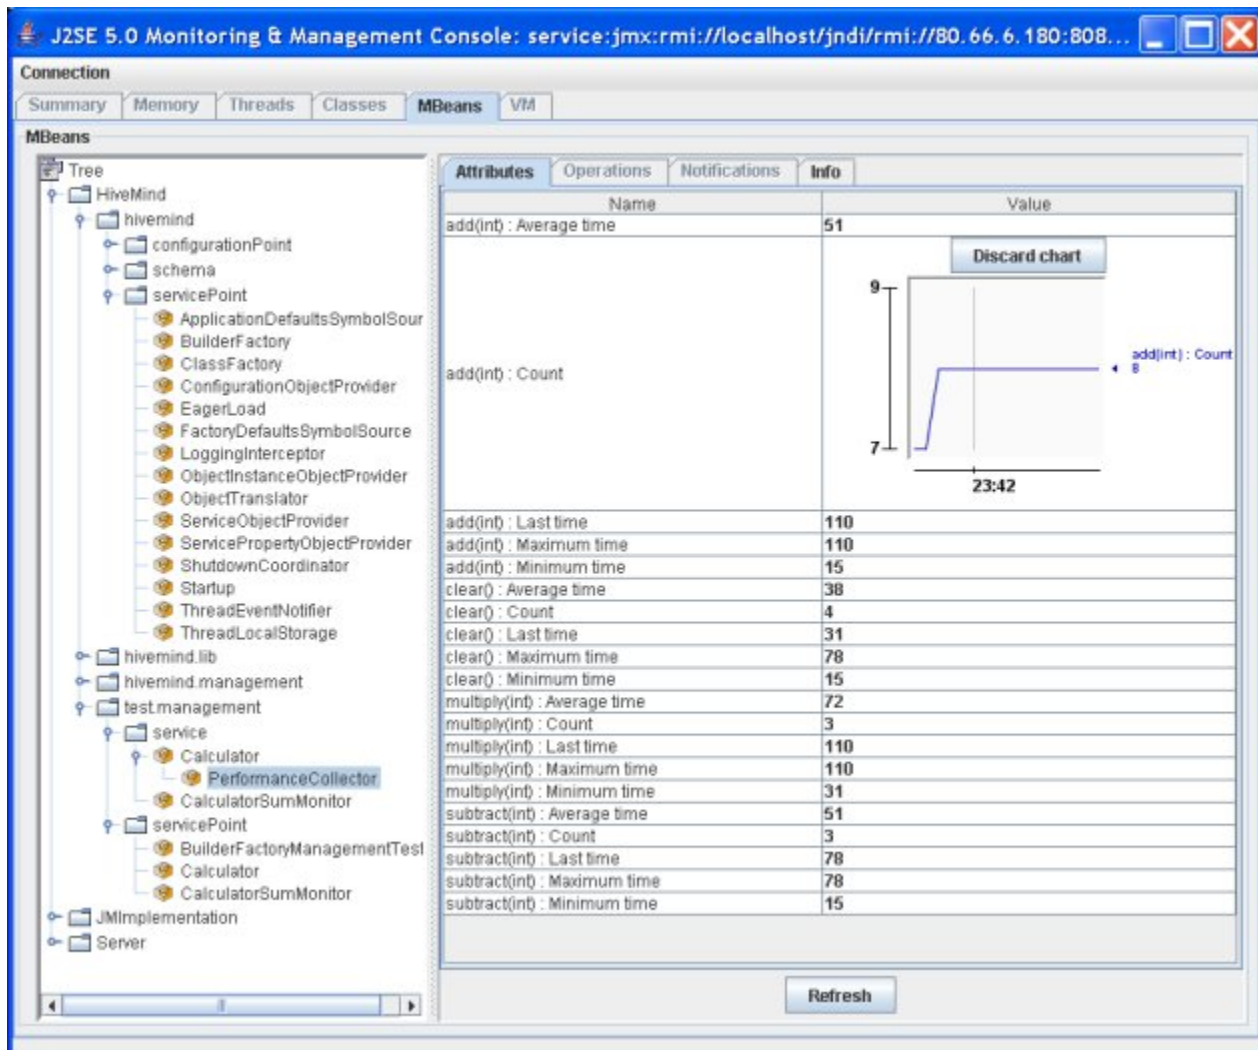 J2SE 5.0 Monitoring & Management Console: service:jmx:rmi://localhost/jndi/rmi://80.66.6.180:808...
Connection
Summary Memory Threads Classes MBeans VM
MBeans
Tree
HiveMind
hivemind
configurationPoint
schema
servicePoint
ApplicationDefaultsSymbolSour
BuilderFactory
ClassFactory
ConfigurationObjectProvider
EagerLoad
FactoryDefaultsSymbolSource
LoggingInterceptor
ObjectInstanceObjectProvider
ObjectTranslator
ServiceObjectProvider
ServicePropertyObjectProvider
ShutdownCoordinator
Startup
ThreadEventNotifier
ThreadLocalStorage
hivemind.lib
hivemind.management
test.management
service
Calculator
PerformanceCollector
CalculatorSumMonitor
servicePoint
BuilderFactoryManagementTest
Calculator
CalculatorSumMonitor
JMImplementation
Server
Attributes Operations Notifications Info
Name Value
add(int) : Average time 51
Discard chart
9
add(int) : Count
add(int) : Count
8
7
23:42
add(int) : Last time 110
add(int) : Maximum time 110
add(int) : Minimum time 15
clear() : Average time 38
clear() : Count 4
clear() : Last time 31
clear() : Maximum time 78
clear() : Minimum time 15
multiply(int) : Average time 72
multiply(int) : Count 3
multiply(int) : Last time 110
multiply(int) : Maximum time 110
multiply(int) : Minimum time 31
subtract(int) : Average time 51
subtract(int) : Count 3
subtract(int) : Last time 78
subtract(int) : Maximum time 78
subtract(int) : Minimum time 15
Refresh